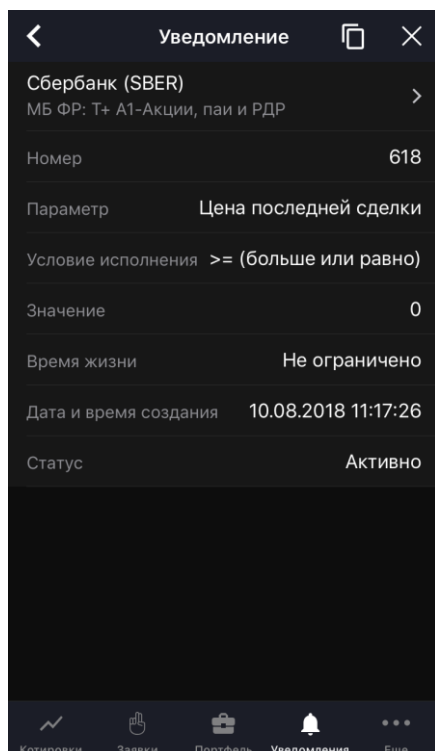 Уведомление
Сбербанк (SBER)
МБ ФР: Т+ А1-Акции, паи и РДР
Номер 618
Параметр Цена последней сделки
Условие исполнения >= (больше или равно)
Значение 0
Время жизни Не ограничено
Дата и время создания 10.08.2018 11:17:26
Статус Активно
Котировки Заявки Портфель Уведомления Еще